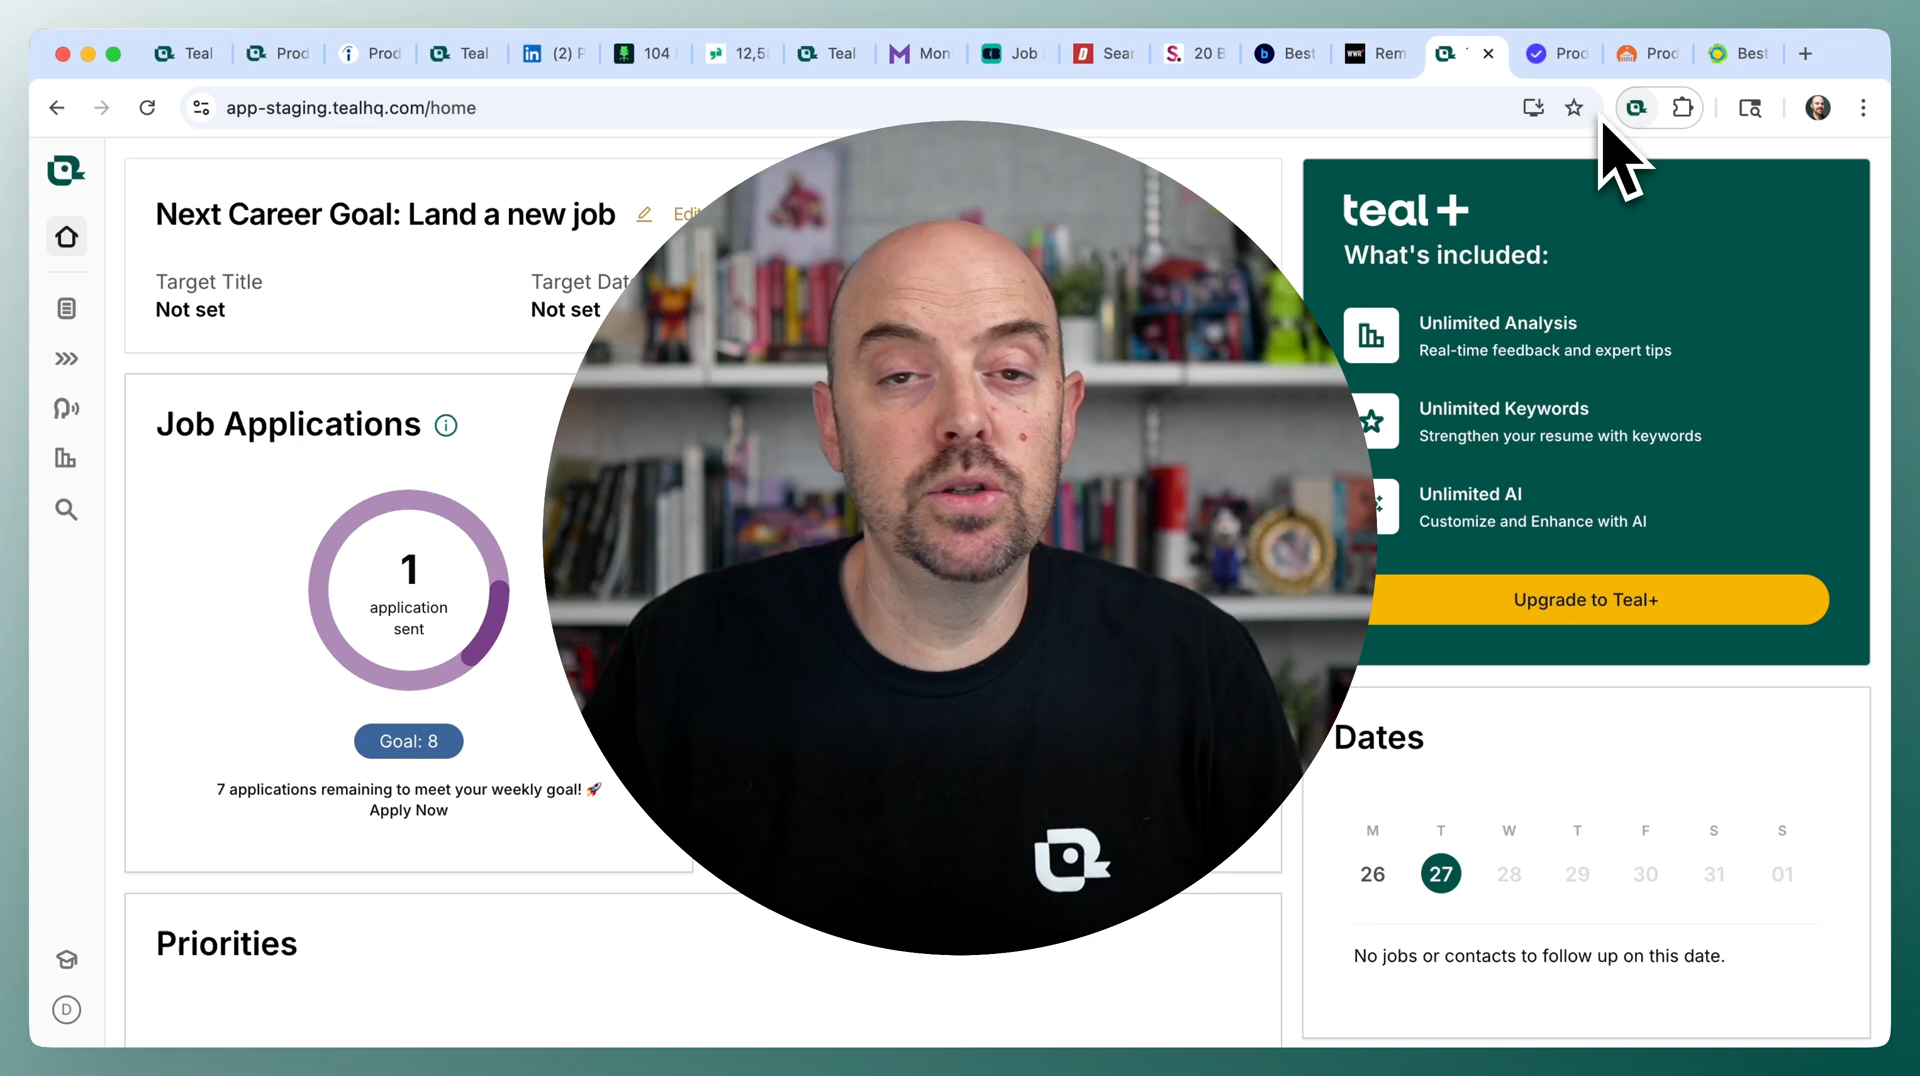 Teal
Prod
Prod
Teal
(2) P
104
12,5
Teal
Mon
Job
Sear
20 B
Best
Rem
Prod
Prod
Best
app-staging.tealhq.com/home
Next Career Goal: Land a new job
Edit
Target Title
Not set
Target Date
Not set
Job Applications
1
application
sent
Goal: 8
7 applications remaining to meet your weekly goal! 🚀
Apply Now
Priorities
teal+
What's included:
Unlimited Analysis
Real-time feedback and expert tips
Unlimited Keywords
Strengthen your resume with keywords
Unlimited AI
Customize and Enhance with AI
Upgrade to Teal+
Dates
M T W T F S S
26 27 28 29 30 31 01
No jobs or contacts to follow up on this date.
D